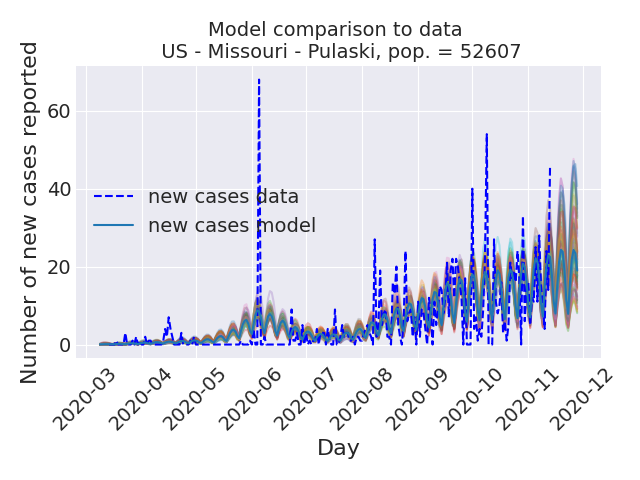 Model comparison to data
US - Missouri - Pulaski, pop. = 52607
Number of new cases reported
60
40
20
0
new cases data
new cases model
2020-03
2020-04
2020-05
2020-06
2020-07
2020-08
2020-09
2020-10
2020-11
2020-12
Day